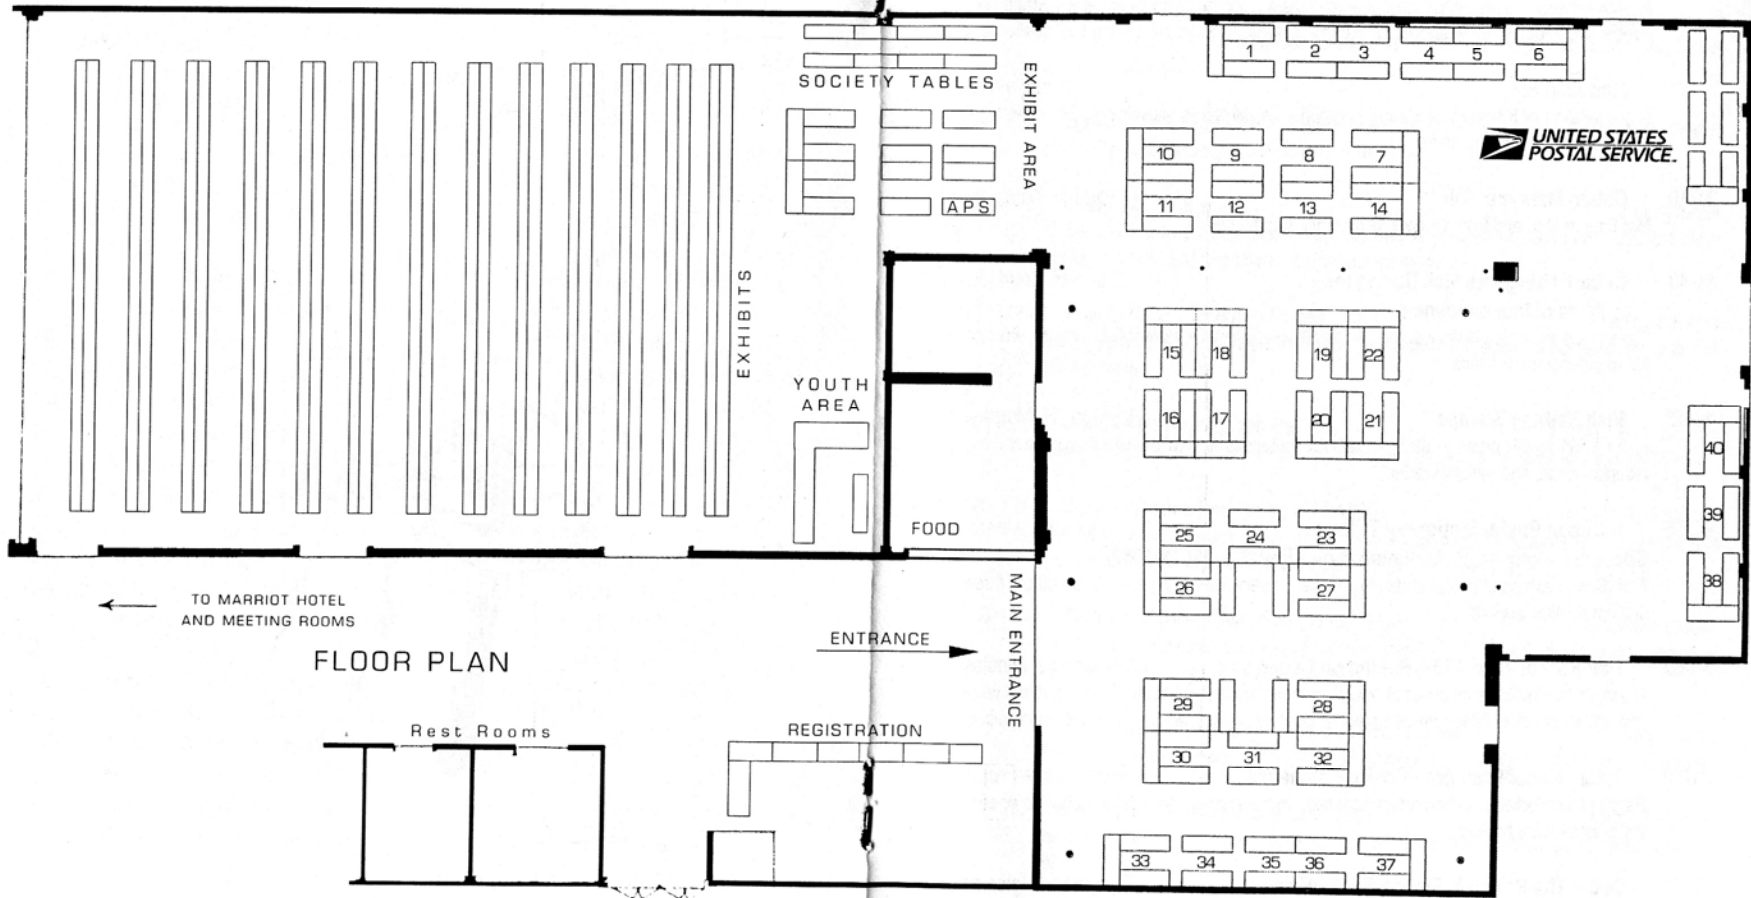 SOCIETY TABLES
EXHIBIT AREA
1 2 3 4 5 6
UNITED STATES
POSTAL SERVICE.
10 9 8 7
11 12 13 14
APS
EXHIBITS
15 18 19 22
16 17 20 21
YOUTH
AREA
FOOD
40
39
38
25 24 23
26 27
MAIN ENTRANCE
TO MARRIOT HOTEL
AND MEETING ROOMS
ENTRANCE
FLOOR PLAN
29 28
30 31 32
Rest Rooms
REGISTRATION
33 34 35 36 37